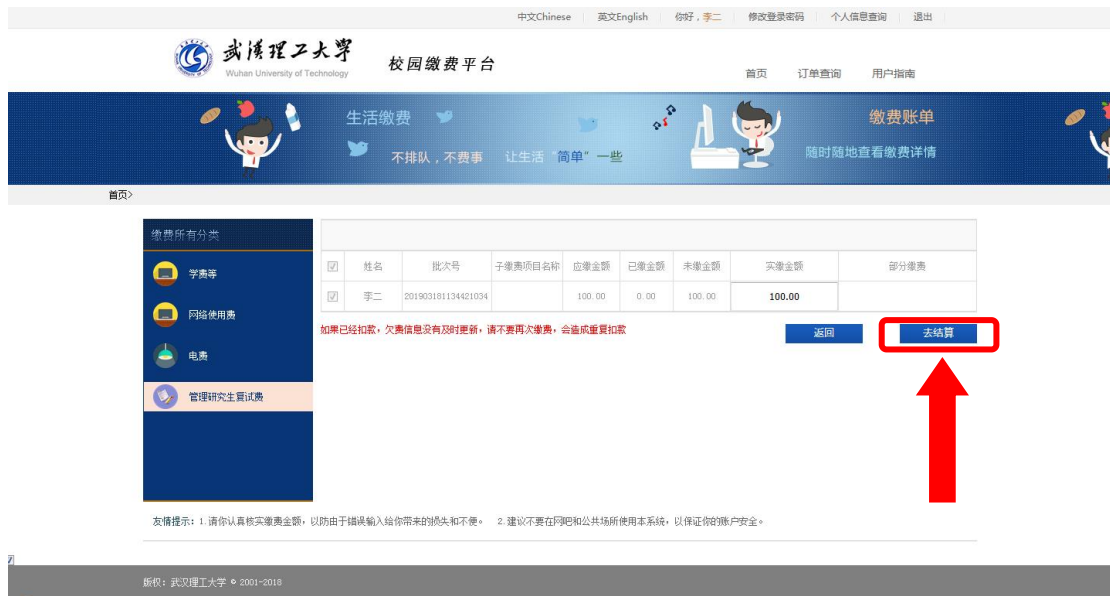 中文Chinese 英文English 你好，李二 修改登录密码 个人信息查询 退出
武汉理工大学
Wuhan University of Technology
校园缴费平台
首页 订单查询 用户指南
生活缴费
不排队，不费事 让生活“简单”一些
缴费账单
随时随地查看缴费详情
首页>
缴费所有分类
学费等
网络使用费
电费
管理研究生复试费
姓名 批次号 子缴费项目名称 应缴金额 已缴金额 未缴金额 实缴金额 部分缴费
李二 201903181134421034 100.00 0.00 100.00 100.00
如果已经扣款，欠费信息没有及时更新，请不要再次缴费，会造成重复扣款
返回 去结算
友情提示：1.请你认真核实缴费金额，以防由于错误输入给你带来的损失和不便。 2.建议不要在网吧和公共场所使用本系统，以保证你的账户安全。
版权：武汉理工大学 © 2001-2018